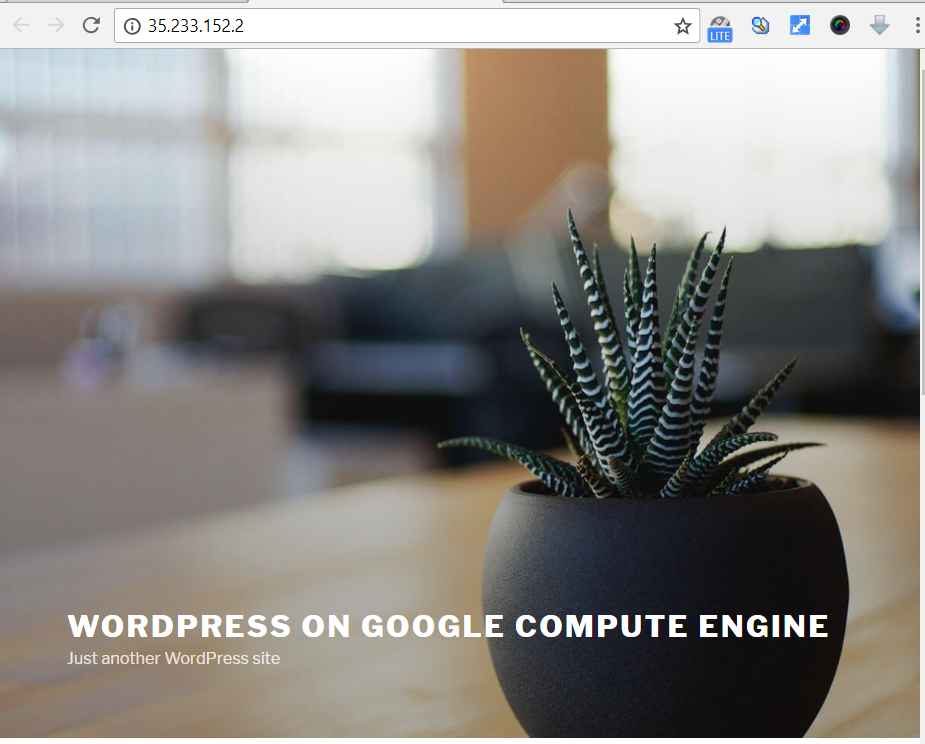 35.233.152.2
LITE
WORDPRESS ON GOOGLE COMPUTE ENGINE
Just another WordPress site